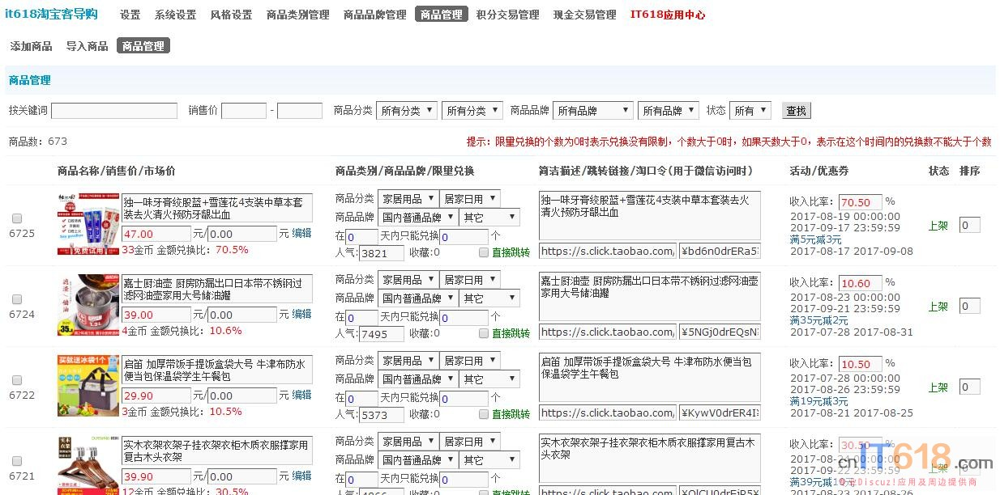 it618淘宝客导购 设置 系统设置 风格设置 商品类别管理 商品品牌管理 商品管理 积分交易管理 现金交易管理 IT618应用中心
添加商品 导入商品 商品管理
商品管理
按关键词 销售价 - 商品分类 所有分类 所有分类 商品品牌 所有品牌 所有品牌 状态 所有 查找
商品数：673 提示：限量兑换的个数为0时表示兑换没有限制，个数大于0时，如果天数大于0，表示在这个时间内的兑换数不能大于个数
商品名称/销售价/市场价 商品类别/商品品牌/限量兑换 简洁描述/跳转链接/淘口令(用于微信访问时) 活动/优惠券 状态 排序
6725
免费试用
独一味牙膏绞股蓝+雪莲花4支装中草本套
装去火清火预防牙龈出血
47.00 元/0.00 元 编辑
33金币 金额兑换比：70.5%
商品分类 家居用品 居家日用
商品品牌 国内普通品牌 其它
在 0 天内只能兑换 0 个
人气：3821 收藏：0 直接跳转
独一味牙膏绞股蓝+雪莲花4支装中草本套装去火
清火预防牙龈出血
https://s.click.taobao.com, ¥bd6n0drERa5
收入比率：70.50 %
2017-08-19 00:00:00
2017-09-17 23:59:59
满5元减3元
2017-08-17 2017-09-08
上架 0
6724
嘉士厨油壶 厨房防漏出口日本带不锈钢过
滤网油壶家用大号储油罐
39.00 元/0.00 元 编辑
4金币 金额兑换比：10.6%
商品分类 家居用品 居家日用
商品品牌 国内普通品牌 其它
在 0 天内只能兑换 0 个
人气：7495 收藏：0 直接跳转
嘉士厨油壶 厨房防漏出口日本带不锈钢过滤网油壶
家用大号储油罐
https://s.click.taobao.com, ¥5NGj0drEQsN
收入比率：10.60 %
2017-08-23 00:00:00
2017-09-21 23:59:59
满35元减2元
2017-07-28 2017-08-31
上架 0
6722
买就送冰袋1个
启笛 加厚带饭手提饭盒袋大号 牛津布防水
便当包保温袋学生午餐包
29.90 元/0.00 元 编辑
3金币 金额兑换比：10.5%
商品分类 家居用品 居家日用
商品品牌 国内普通品牌 其它
在 0 天内只能兑换 0 个
人气：5373 收藏：0 直接跳转
启笛 加厚带饭手提饭盒袋大号 牛津布防水便当包
保温袋学生午餐包
https://s.click.taobao.com, ¥KywV0drER4I
收入比率：10.50 %
2017-07-28 00:00:00
2017-08-26 23:59:59
满19元减3元
2017-08-21 2017-08-25
上架 0
6721
实木衣架
实木衣架衣架子挂衣架衣柜木质衣服撑家用
复古木头衣架
39.90 元/0.00 元 编辑
12金币 金额兑换比：30.5%
商品分类 家居用品 居家日用
商品品牌 国内普通品牌 其它
在 0 天内只能兑换 0 个
实木衣架衣架子挂衣架衣柜木质衣服撑家用复古木
头衣架
收入比率：30.50 %
2017-08-22 23:59:59
上架
cnIT618.com
专论Discuz!应用及周边提供商